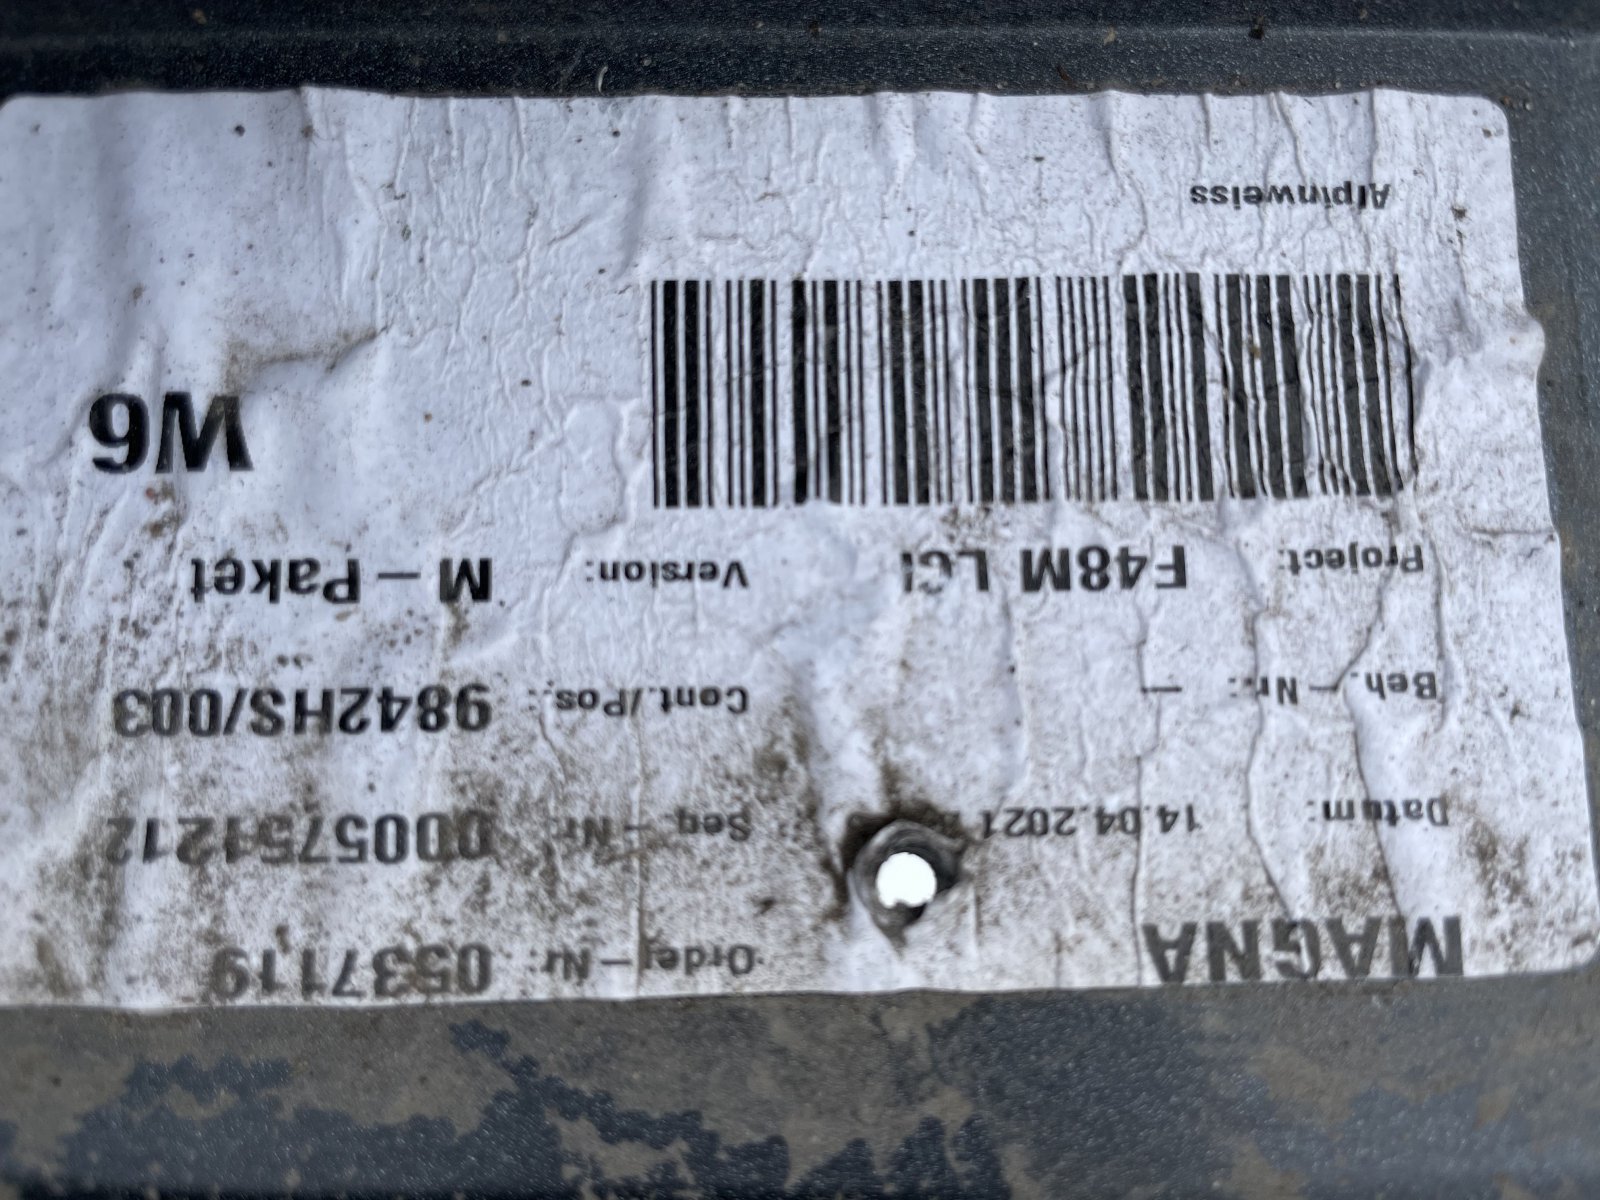 MAGNA Order-Nr.: 0537119
Datum: 14.04.2021 Seq.-Nr.: 0005751212
Beh.-Nr.: - Cont./Pos.: 9842HS/003
Project: F48M LCI Version: M-Paket
W6
Alpinweiss